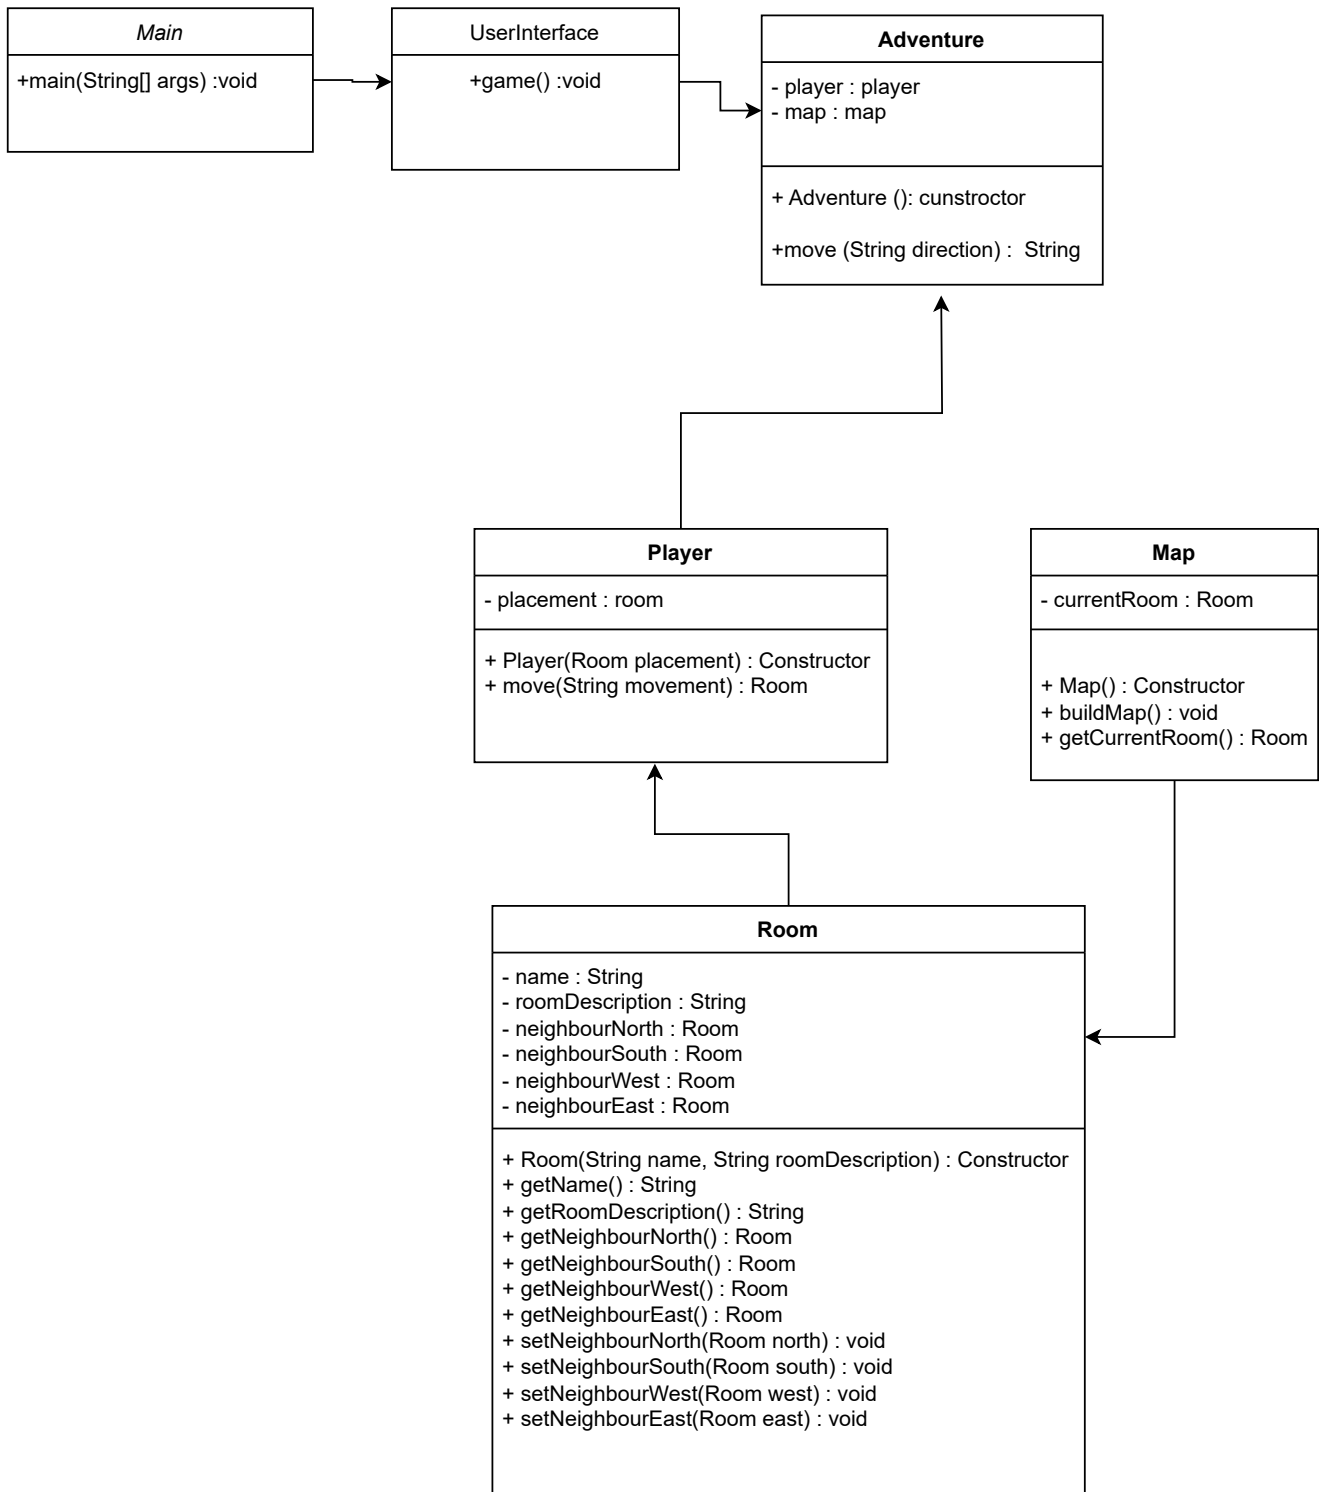 Main
+main(String[] args) :void
UserInterface
+game() :void
Adventure
- player : player
- map : map
+ Adventure (): cunstroctor
+move (String direction) :  String
Player
- placement : room
+ Player(Room placement) : Constructor
+ move(String movement) : Room
Map
- currentRoom : Room
+ Map() : Constructor
+ buildMap() : void
+ getCurrentRoom() : Room
Room
- name : String
- roomDescription : String
- neighbourNorth : Room
- neighbourSouth : Room
- neighbourWest : Room
- neighbourEast : Room
+ Room(String name, String roomDescription) : Constructor
+ getName() : String
+ getRoomDescription() : String
+ getNeighbourNorth() : Room
+ getNeighbourSouth() : Room
+ getNeighbourWest() : Room
+ getNeighbourEast() : Room
+ setNeighbourNorth(Room north) : void
+ setNeighbourSouth(Room south) : void
+ setNeighbourWest(Room west) : void
+ setNeighbourEast(Room east) : void